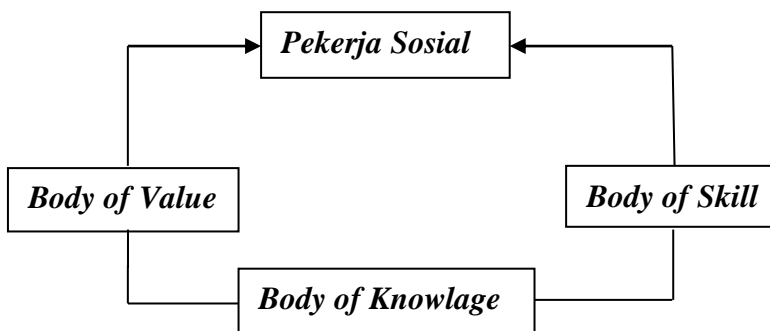 Pekerja Sosial
Body of Value
Body of Skill
Body of Knowlage